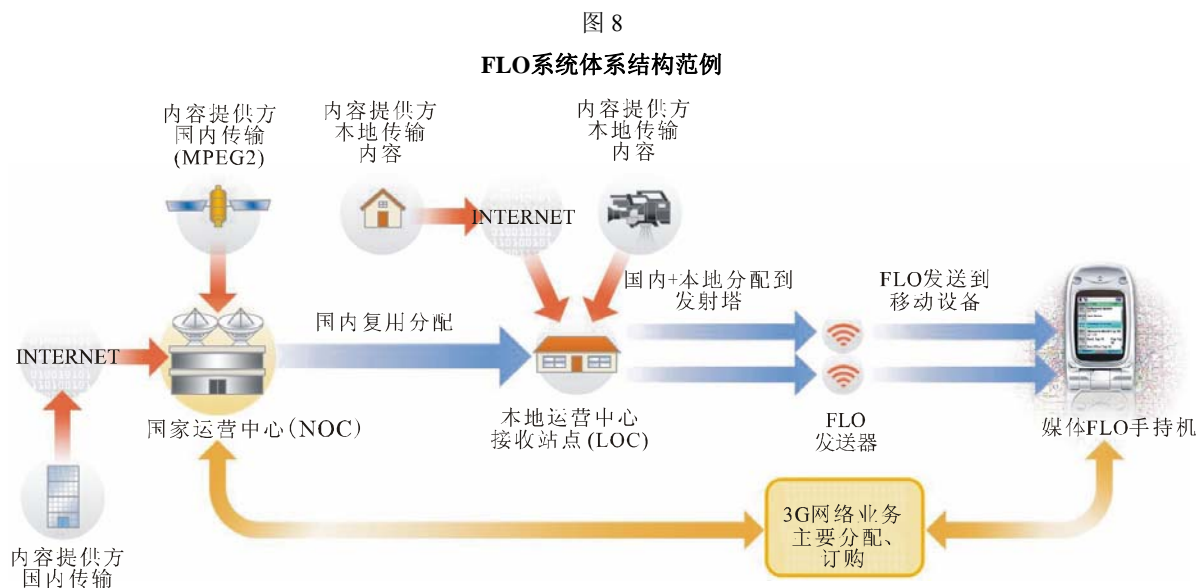 图 8
FLO系统体系结构范例
内容提供方
国内传输
(MPEG2)
内容提供方
本地传输
内容
内容提供方
本地传输
内容
INTERNET
国内+本地分配到
发射塔
FLO发送到
移动设备
国内复用分配
INTERNET
国家运营中心(NOC)
本地运营中心
接收站点(LOC)
FLO
发送器
媒体FLO手持机
3G网络业务
主要分配、
订购
内容提供方
国内传输